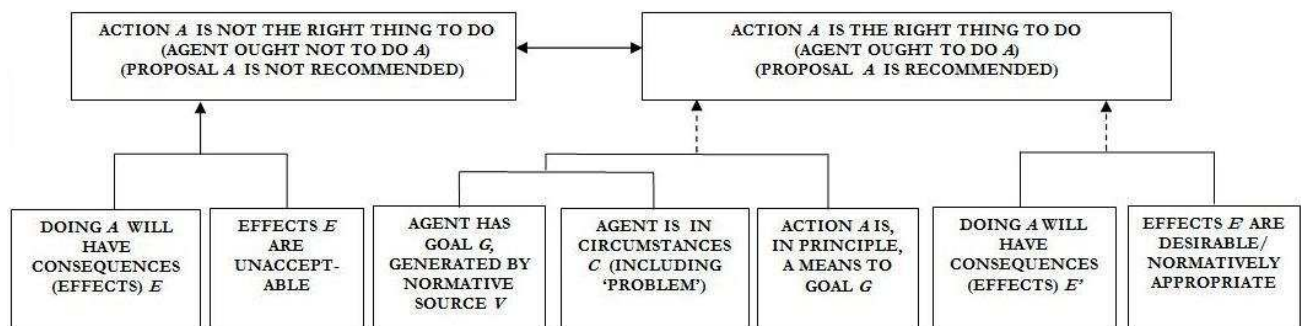 ACTION A IS NOT THE RIGHT THING TO DO
(AGENT OUGHT NOT TO DO A)
(PROPOSAL A IS NOT RECOMMENDED)
ACTION A IS THE RIGHT THING TO DO
(AGENT OUGHT TO DO A)
(PROPOSAL A IS RECOMMENDED)
DOING A WILL
HAVE
CONSEQUENCES
(EFFECTS) E
EFFECTS E
ARE
UNACCEPT-
ABLE
AGENT HAS
GOAL G,
GENERATED BY
NORMATIVE
SOURCE V
AGENT IS IN
CIRCUMSTANCES
C (INCLUDING
‘PROBLEM’)
ACTION A IS,
IN PRINCIPLE,
A MEANS TO
GOAL G
DOING A WILL
HAVE
CONSEQUENCES
(EFFECTS) E’
EFFECTS E’ ARE
DESIRABLE/
NORMATIVELY
APPROPRIATE